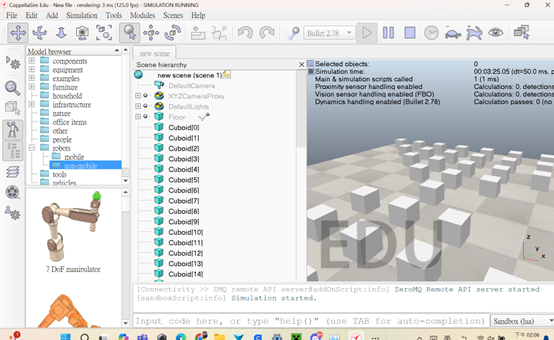 CoppeliaSim Edu - New file - rendering: 3 ms (125.0 fps) - SIMULATION RUNNING
File Edit Add Simulation Tools Modules Scenes Help
Bullet 2.78
Model browser
components
equipment
examples
furniture
household
infrastructure
nature
office items
other
people
robots
mobile
non-mobile
tools
vehicles
7 DoF manipulator
new scene
Scene hierarchy
new scene (scene 1)
DefaultCamera
XYZCameraProxy
DefaultLights
Floor
Cuboid[0]
Cuboid[1]
Cuboid[2]
Cuboid[3]
Cuboid[4]
Cuboid[5]
Cuboid[6]
Cuboid[7]
Cuboid[8]
Cuboid[9]
Cuboid[10]
Cuboid[11]
Cuboid[12]
Cuboid[13]
Cuboid[14]
Selected objects: 0
Simulation time: 00:03:25.05 (dt=50.0 ms, p
Main & simulation scripts called 1 (1 ms)
Proximity sensor handling enabled Calculations: 0, detections
Vision sensor handling enabled (FBO) Calculations: 0, detections
Dynamics handling enabled (Bullet 2.78) Calculation passes: 0 (no
EDU
z
y
x
[Connectivity >> ZMQ remote API server@addOnScript:info] ZeroMQ Remote API server started
[sandboxScript:info] Simulation started.
Input code here, or type "help()" (use TAB for auto-completion)
Sandbox (lua)
下午 02:06